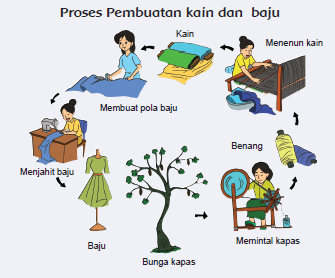 Proses Pembuatan kain dan baju
Kain
Menenun kain
Membuat pola baju
Benang
Menjahit baju
Memintal kapas
Baju
Bunga kapas